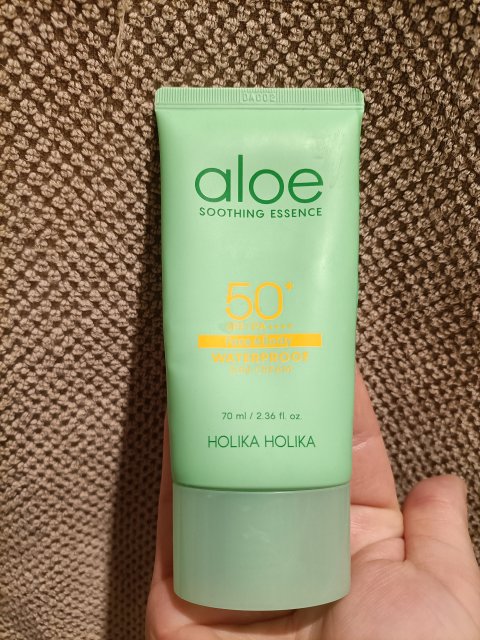 aloe
SOOTHING ESSENCE
50+
WATERPROOF
70 ml / 2.36 fl. oz
HOLIKA HOLIKA